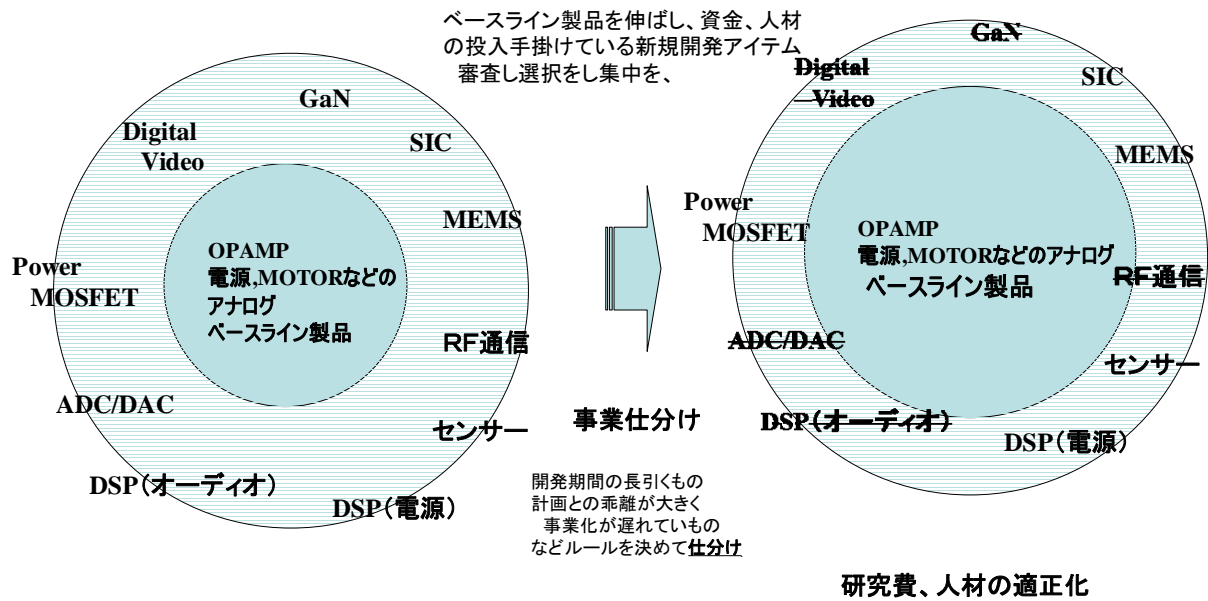 ベースライン製品を伸ばし、資金、人材
の投入手掛けている新規開発アイテム
審査し選択をし集中を、
GaN
Digital
Video
SIC
MEMS
Power
MOSFET
OPAMP
電源,MOTORなどの
アナログ
ベースライン製品
RF通信
ADC/DAC
センサー
DSP(オーディオ)
DSP(電源)
事業仕分け
開発期間の長引くもの
計画との乖離が大きく
事業化が遅れていもの
などルールを決めて仕分け
GaN
Digital
Video
SIC
MEMS
Power
MOSFET
OPAMP
電源,MOTORなどのアナログ
ベースライン製品
RF通信
ADC/DAC
センサー
DSP(オーディオ)
DSP(電源)
研究費、人材の適正化